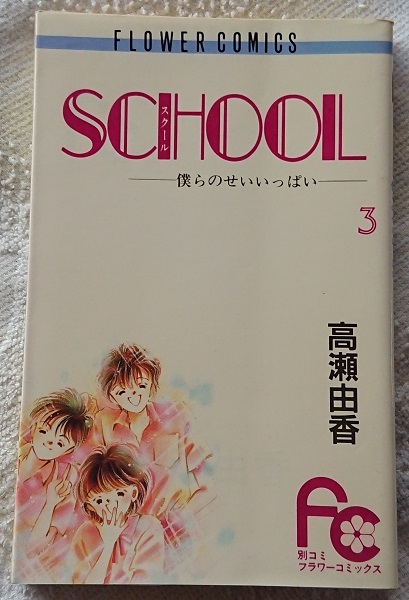 FLOWER COMICS
SCHOOL
スクール
僕らのせいいっぱい
3
高瀬由香
FC
別コミ
フラワーコミックス